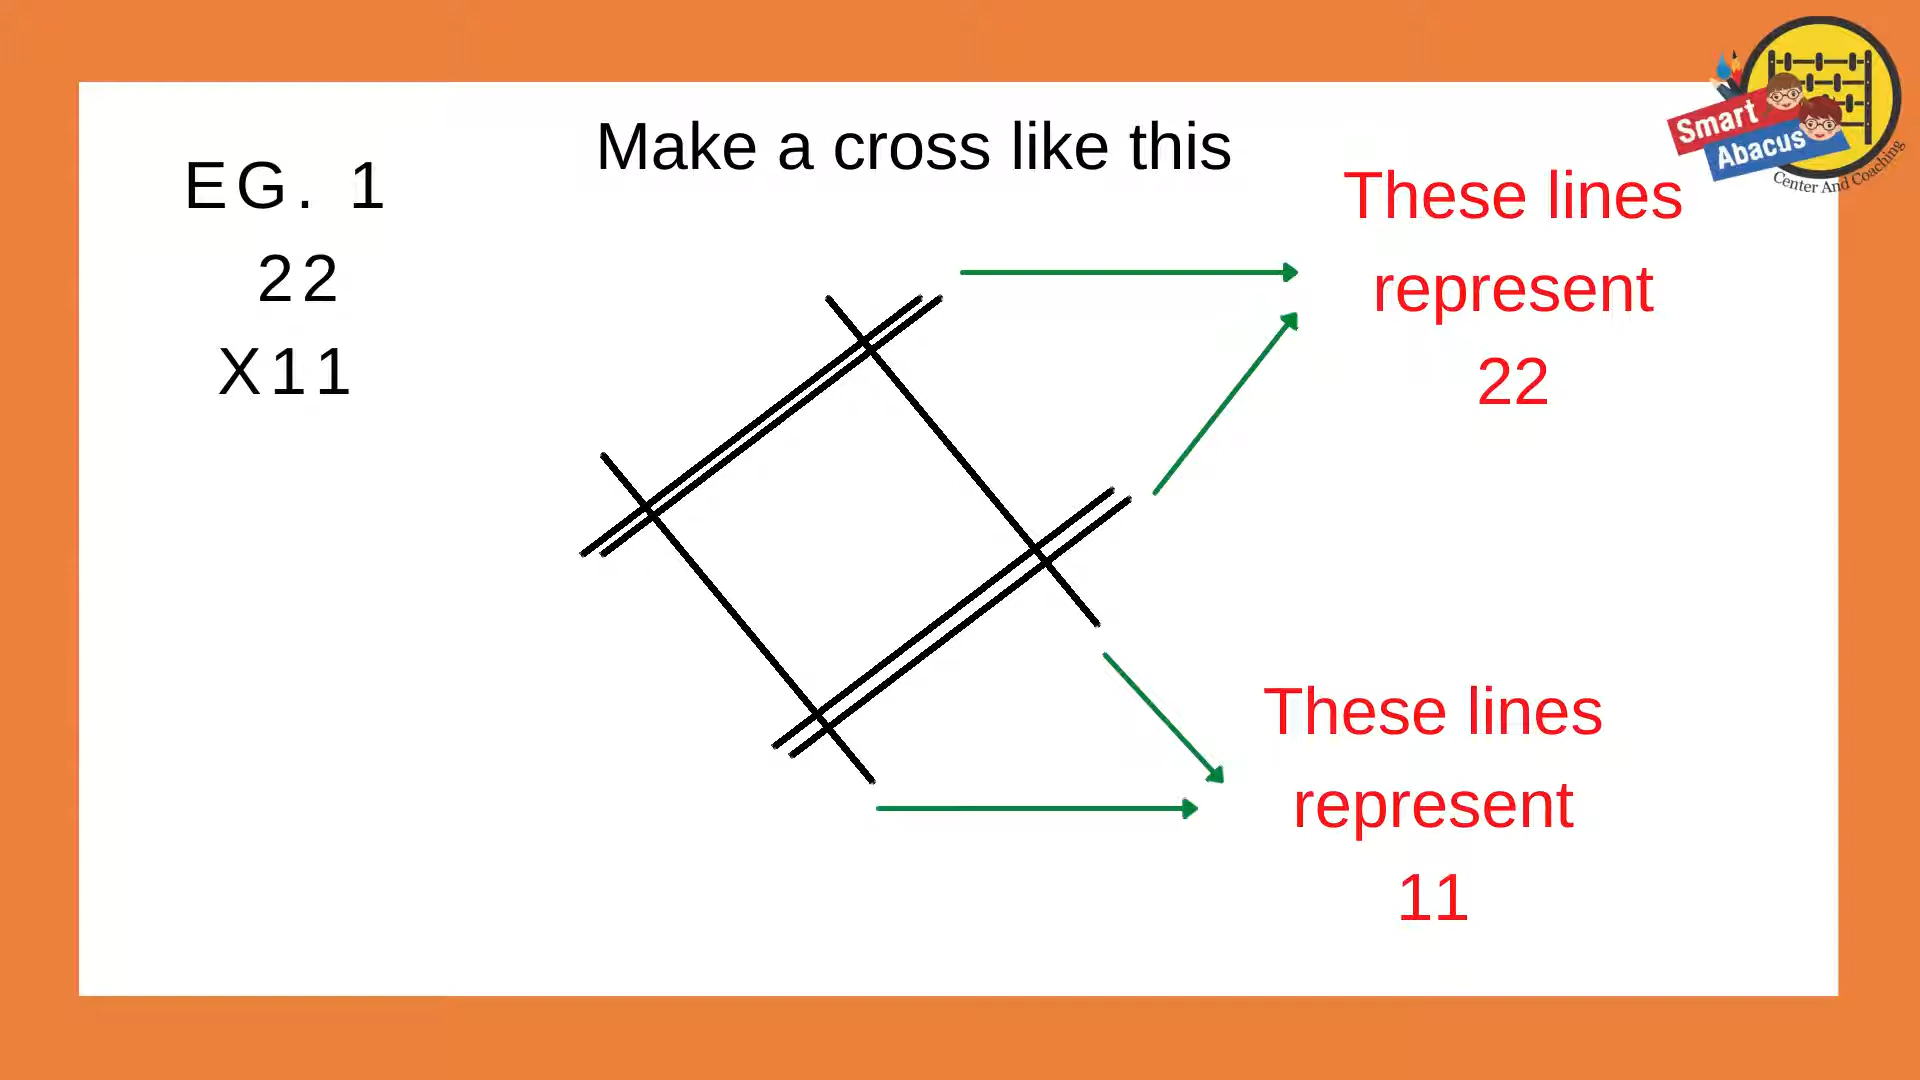 Make a cross like this
EG. 1
22
X11
These lines
represent
22
These lines
represent
11
Smart
Abacus
Center And Coaching